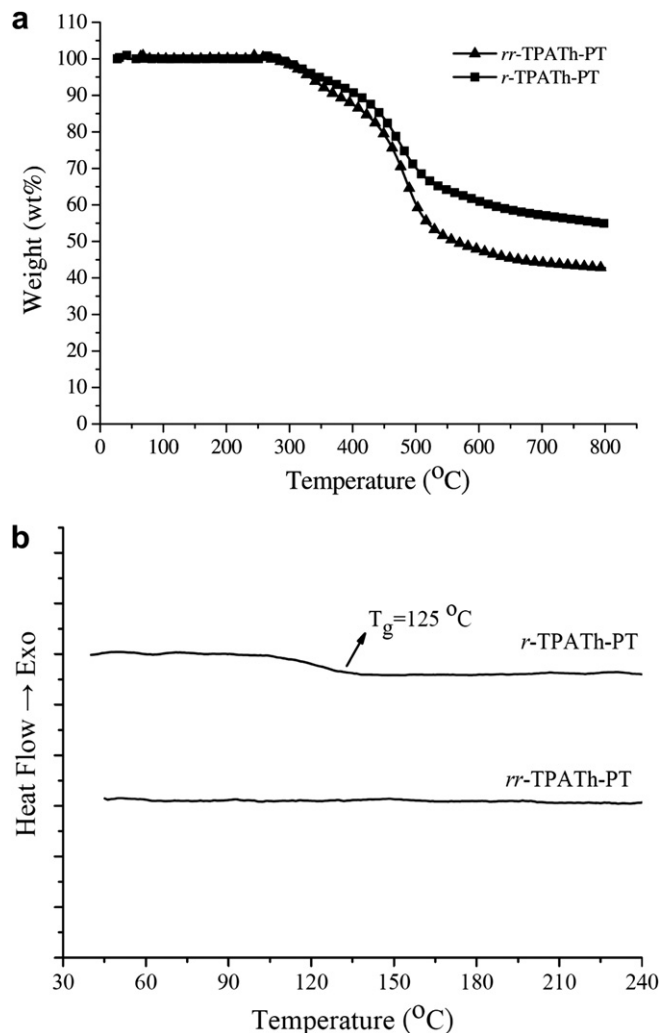 a
110
100
90
80
70
60
50
40
30
20
10
0
Weight (wt%)
rr-TPATh-PT
r-TPATh-PT
0 100 200 300 400 500 600 700 800
Temperature (°C)
b
Heat Flow → Exo
Tg=125 °C
r-TPATh-PT
rr-TPATh-PT
30 60 90 120 150 180 210 240
Temperature (°C)